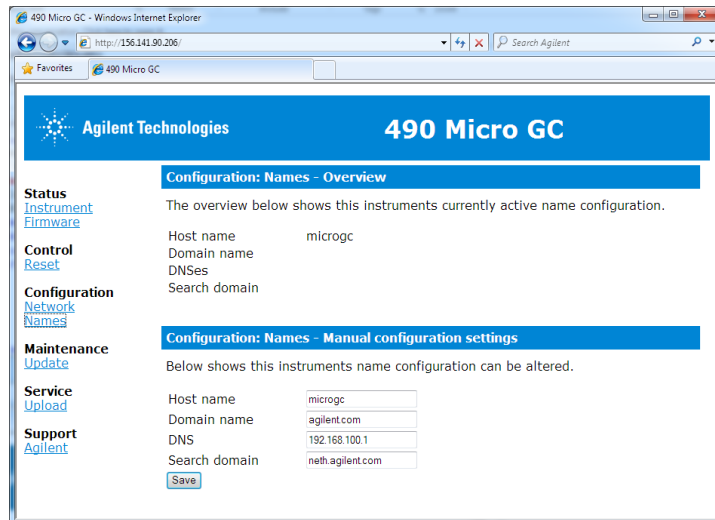 490 Micro GC - Windows Internet Explorer
http://156.141.90.206/
Search Agilent
Favorites
490 Micro GC
Agilent Technologies
490 Micro GC
Status
Instrument
Firmware
Control
Reset
Configuration
Network
Names
Maintenance
Update
Service
Upload
Support
Agilent
Configuration: Names - Overview
The overview below shows this instruments currently active name configuration.
Host name microgc
Domain name
DNSes
Search domain
Configuration: Names - Manual configuration settings
Below shows this instruments name configuration can be altered.
Host name microgc
Domain name agilent.com
DNS 192.168.100.1
Search domain neth.agilent.com
Save